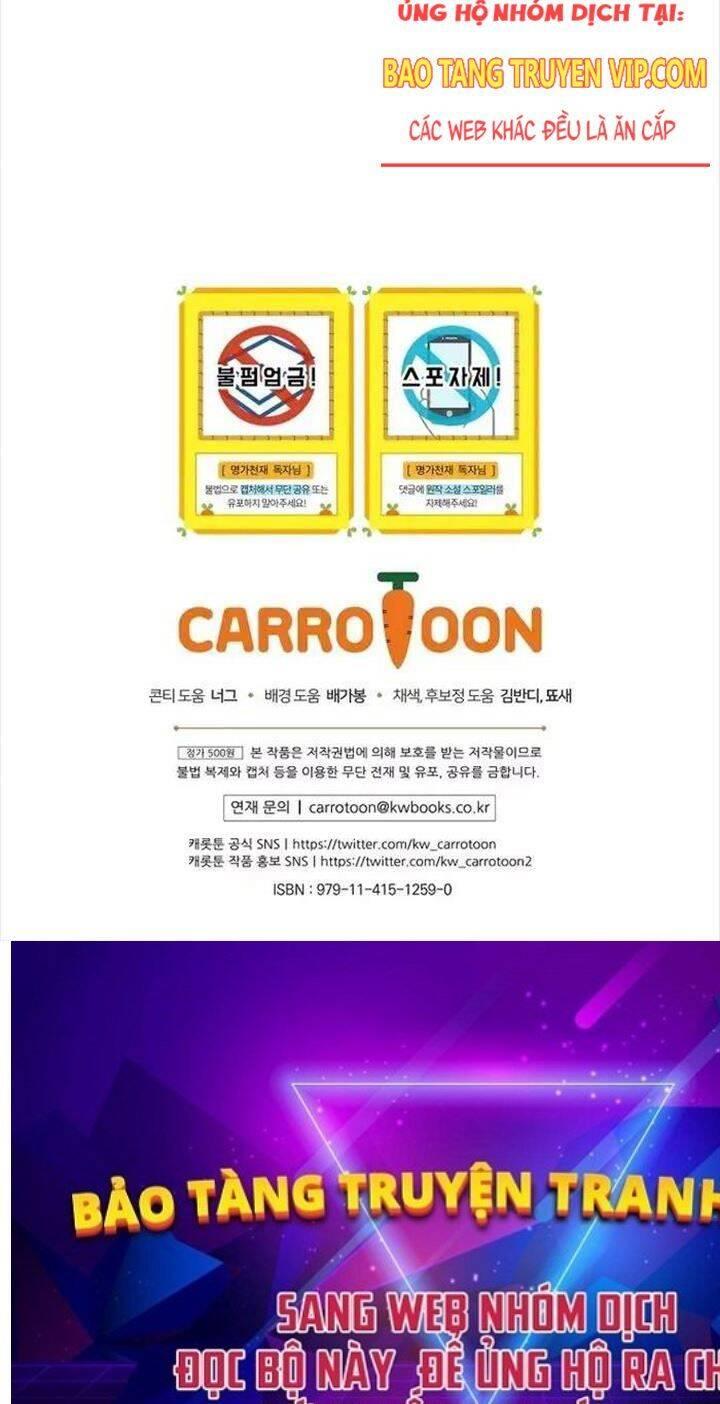 ỦNG HỘ NHÓM DỊCH TẠI:
BAO TANG TRUYEN VIP.COM
CÁC WEB KHÁC ĐỀU LÀ ĂN CẮP
불펌엄금!
[ 명가천재 독자님 ]
불법으로 캡처해서 무단 공유 또는
유포하지 말아주세요!
스포자제!
[ 명가천재 독자님 ]
댓글에 원작 소설 스포일러를
자제해주세요!
CARROTOON
콘티 도움 너그 • 배경 도움 배가봉 • 채색, 후보정 도움 김반디, 뚀새
정가 500원 본 작품은 저작권법에 의해 보호를 받는 저작물이므로
불법 복제와 캡처 등을 이용한 무단 전재 및 유포, 공유를 금합니다.
연재 문의 | carrotoon@kwbooks.co.kr
캐롯툰 공식 SNS | https://twitter.com/kw_carrotoon
캐롯툰 작품 홍보 SNS | https://twitter.com/kw_carrotoon2
ISBN : 979-11-415-1259-0
BẢO TÀNG TRUYỆN TRANH
SANG WEB NHÓM DỊCH
ĐỌC BỘ NÀY ĐỂ ỦNG HỘ RA CH